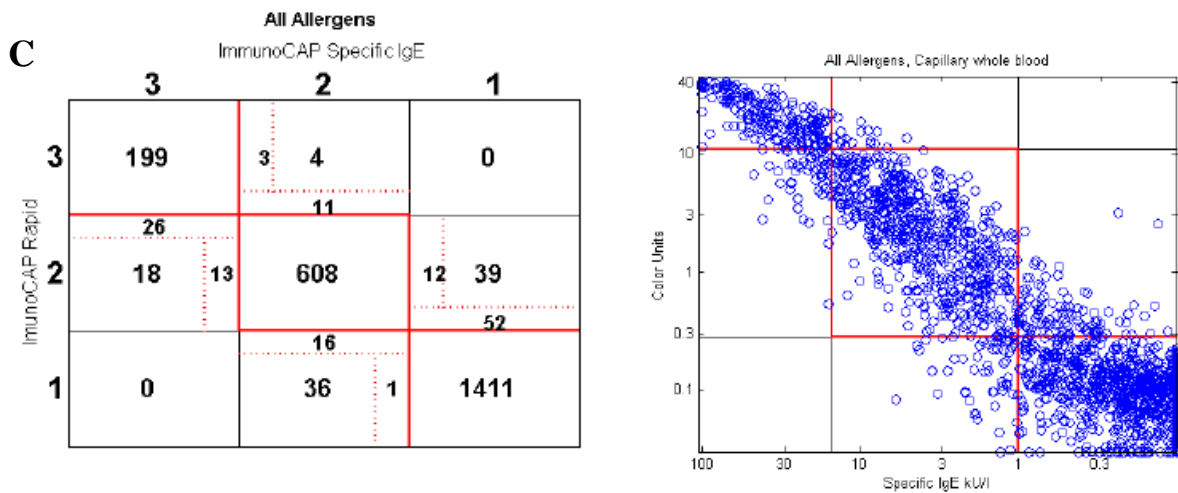 C
All Allergens
ImmunoCAP Specific IgE
3 2 1
ImunoCAP Rapid
3 199 3 4 0
11
26
2 18 13 608 12 39
52
16
1 0 36 1 1411
All Allergens, Capillary whole blood
Color Units
40
10
3
1
0.3
0.1
100 30 10 3 1 0.3
Specific IgE kU/l